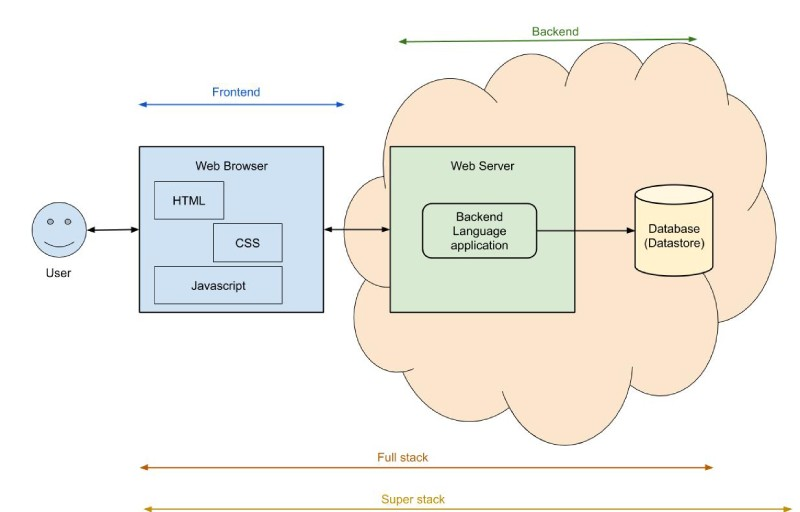 Backend
Frontend
Web Browser
Web Server
HTML
CSS
Javascript
Backend
Language
application
Database
(Datastore)
User
Full stack
Super stack